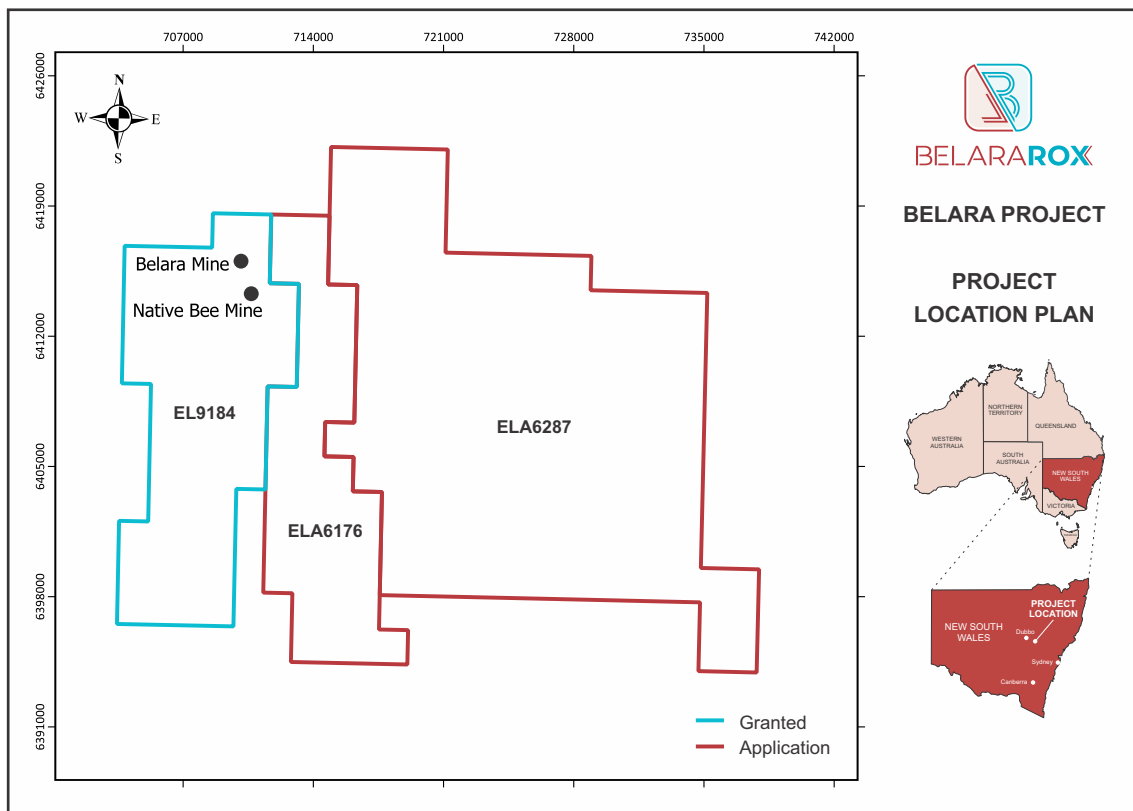 707000 714000 721000 728000 735000 742000
6426000
6419000
6412000
6405000
6398000
6391000
N
W E
S
Belara Mine
Native Bee Mine
EL9184
ELA6176
ELA6287
Granted
Application
BELARAROX
BELARA PROJECT
PROJECT
LOCATION PLAN
WESTERN
AUSTRALIA
NORTHERN
TERRITORY
QUEENSLAND
SOUTH
AUSTRALIA
NEW SOUTH
WALES
VICTORIA
NEW SOUTH
WALES
PROJECT
LOCATION
Dubbo
Sydney
Canberra